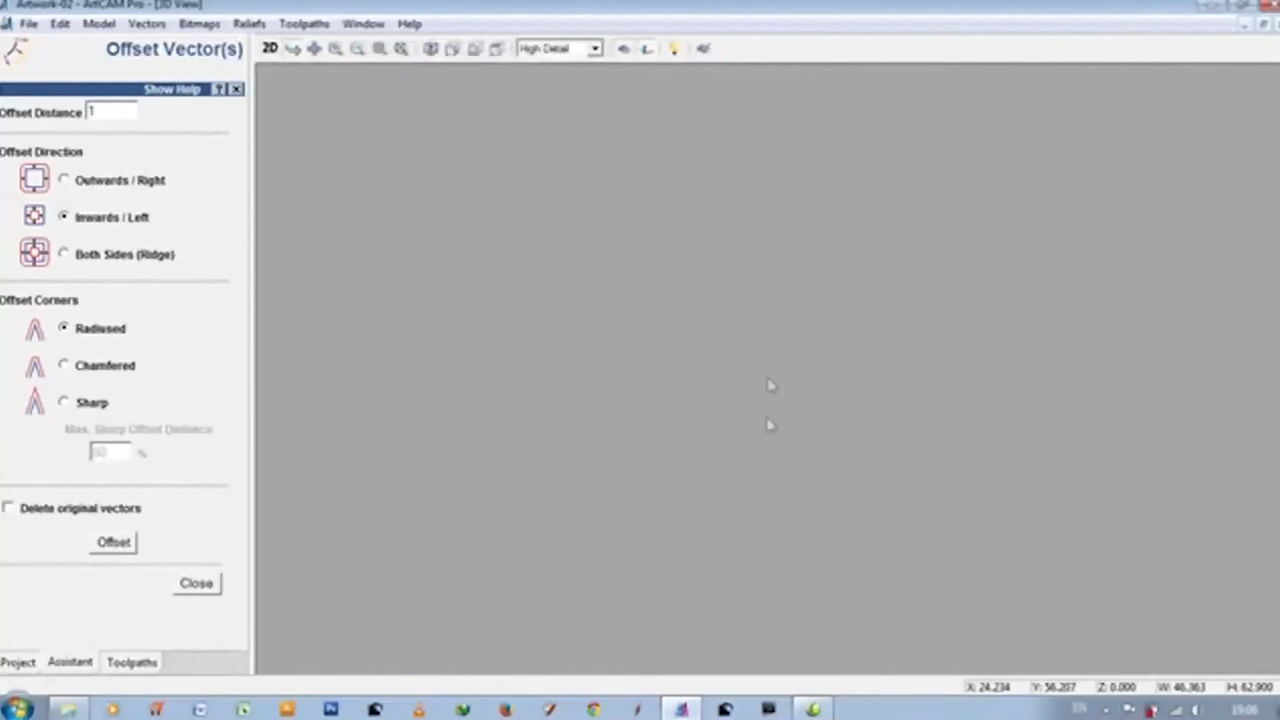 Artwork-02 - ArtCAM Pro - [3D View]
File Edit Model Vectors Bitmaps Reliefs Toolpaths Window Help
Offset Vector(s)
2D
High Detail
Show Help ? X
Offset Distance 1
Offset Direction
Outwards / Right
Inwards / Left
Both Sides (Ridge)
Offset Corners
Radiused
Chamfered
Sharp
Max. Sharp Offset Distance
%
Delete original vectors
Offset
Close
Project Assistant Toolpaths
X: 24.234 Y: 56.207 Z: 0.000 W: 46.363 H: 62.900
EN 19:06